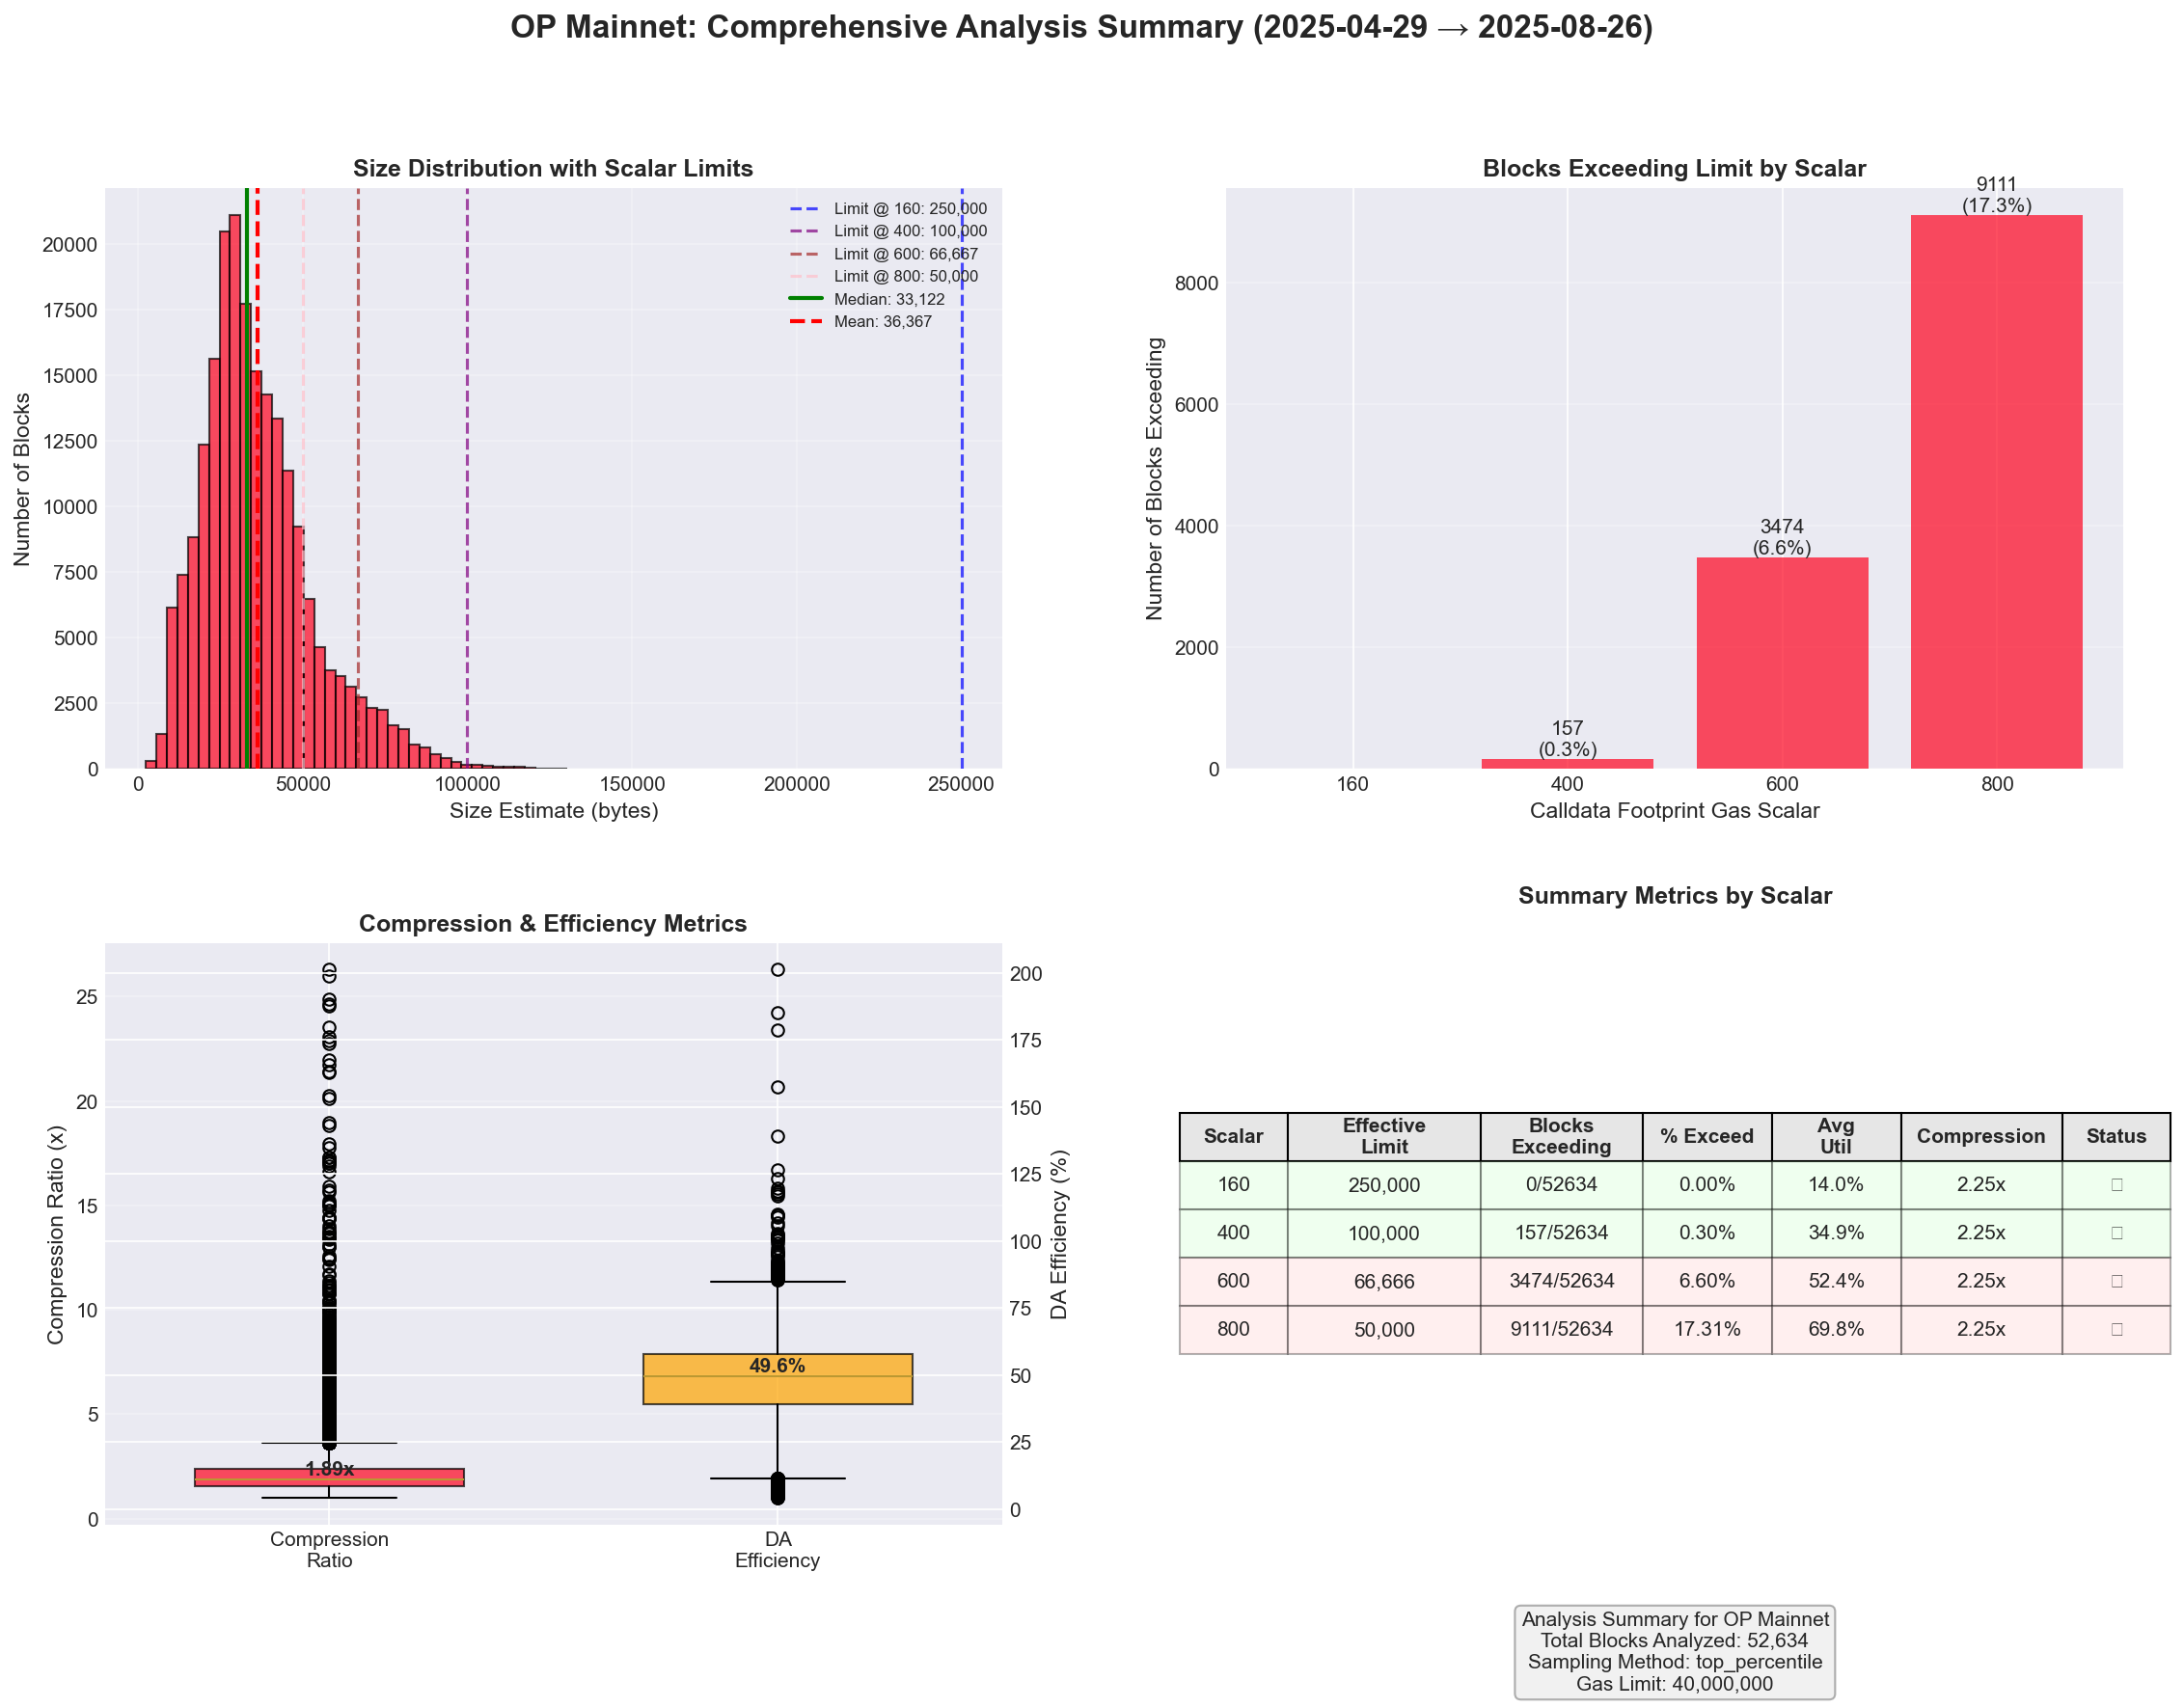 OP Mainnet: Comprehensive Analysis Summary (2025-04-29 → 2025-08-26)
Size Distribution with Scalar Limits
Number of Blocks
20000
17500
15000
12500
10000
7500
5000
2500
0
Limit @ 160: 250,000
Limit @ 400: 100,000
Limit @ 600: 66,667
Limit @ 800: 50,000
Median: 33,122
Mean: 36,367
0 50000 100000 150000 200000 250000
Size Estimate (bytes)
Blocks Exceeding Limit by Scalar
Number of Blocks Exceeding
8000
6000
4000
2000
0
157
(0.3%)
3474
(6.6%)
9111
(17.3%)
160 400 600 800
Calldata Footprint Gas Scalar
Compression & Efficiency Metrics
Compression Ratio (x)
25
20
15
10
5
0
1.89x
49.6%
200
175
150
125
100
75
50
25
0
DA Efficiency (%)
Compression
Ratio
DA
Efficiency
Summary Metrics by Scalar
Scalar Effective Limit Blocks Exceeding % Exceed Avg Util Compression Status
160 250,000 0/52634 0.00% 14.0% 2.25x
400 100,000 157/52634 0.30% 34.9% 2.25x
600 66,666 3474/52634 6.60% 52.4% 2.25x
800 50,000 9111/52634 17.31% 69.8% 2.25x
Analysis Summary for OP Mainnet
Total Blocks Analyzed: 52,634
Sampling Method: top_percentile
Gas Limit: 40,000,000